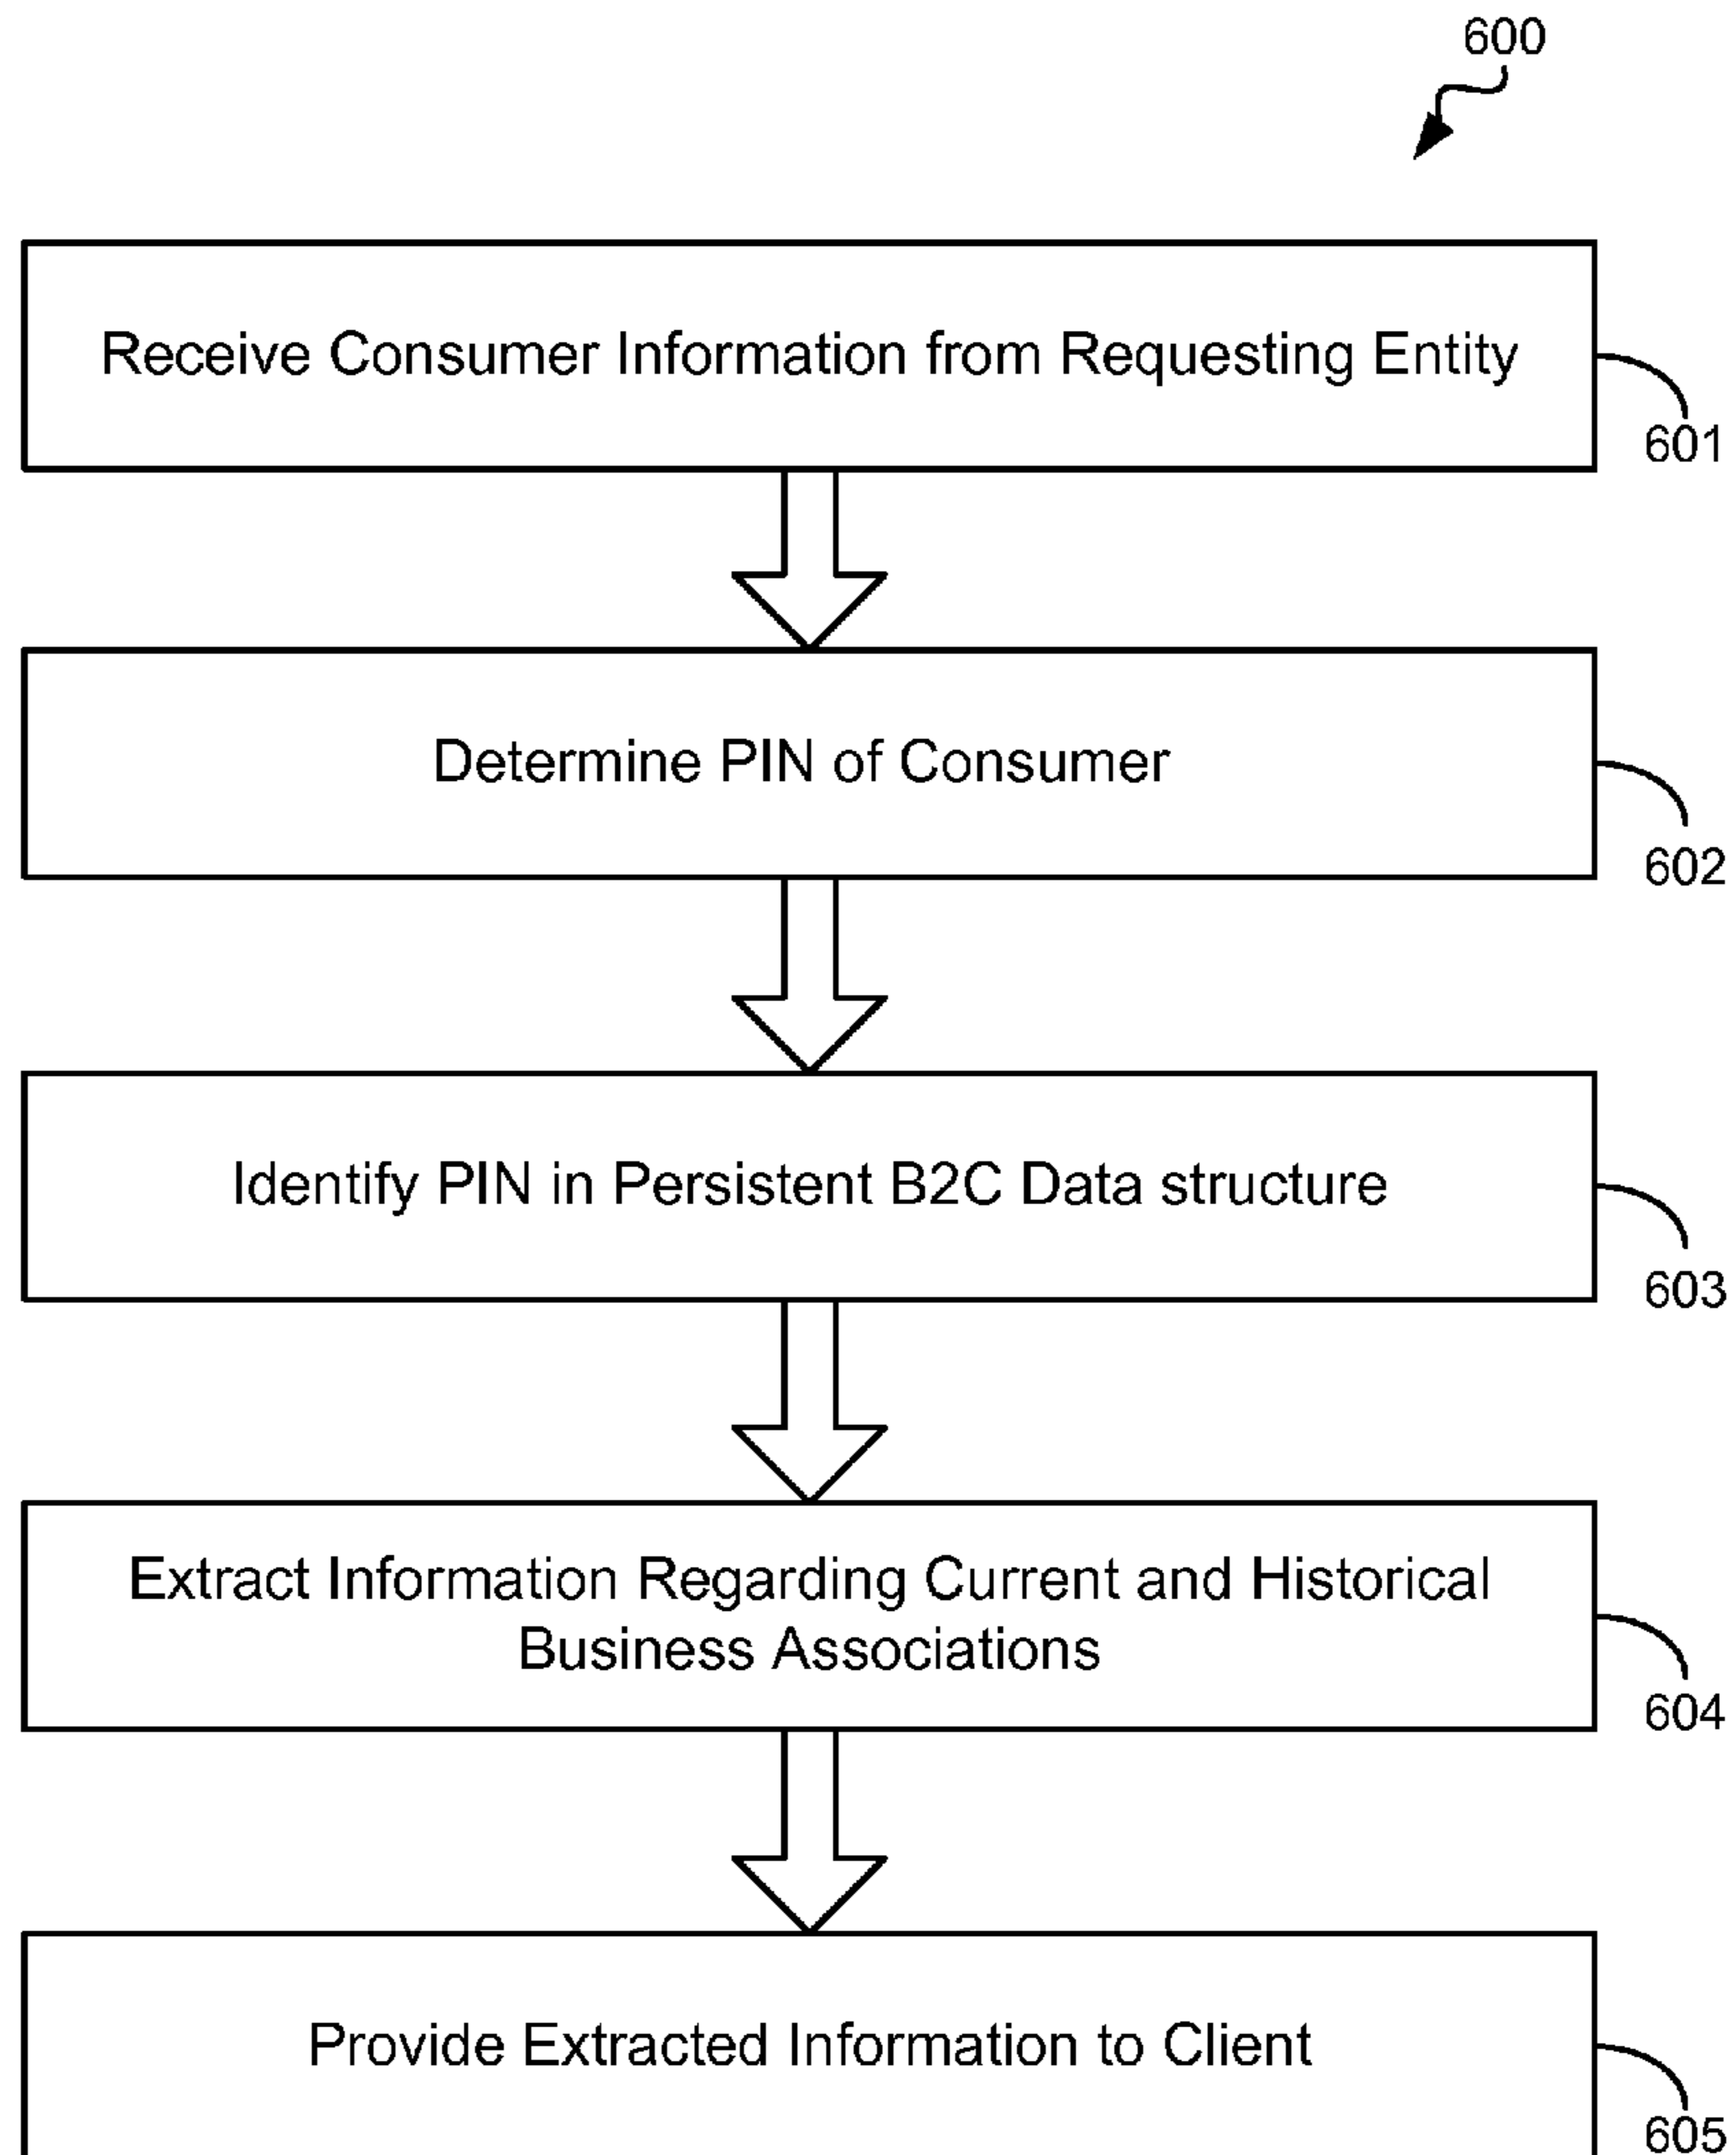 600
Receive Consumer Information from Requesting Entity
601
Determine PIN of Consumer
602
Identify PIN in Persistent B2C Data structure
603
Extract Information Regarding Current and Historical
Business Associations
604
Provide Extracted Information to Client
605